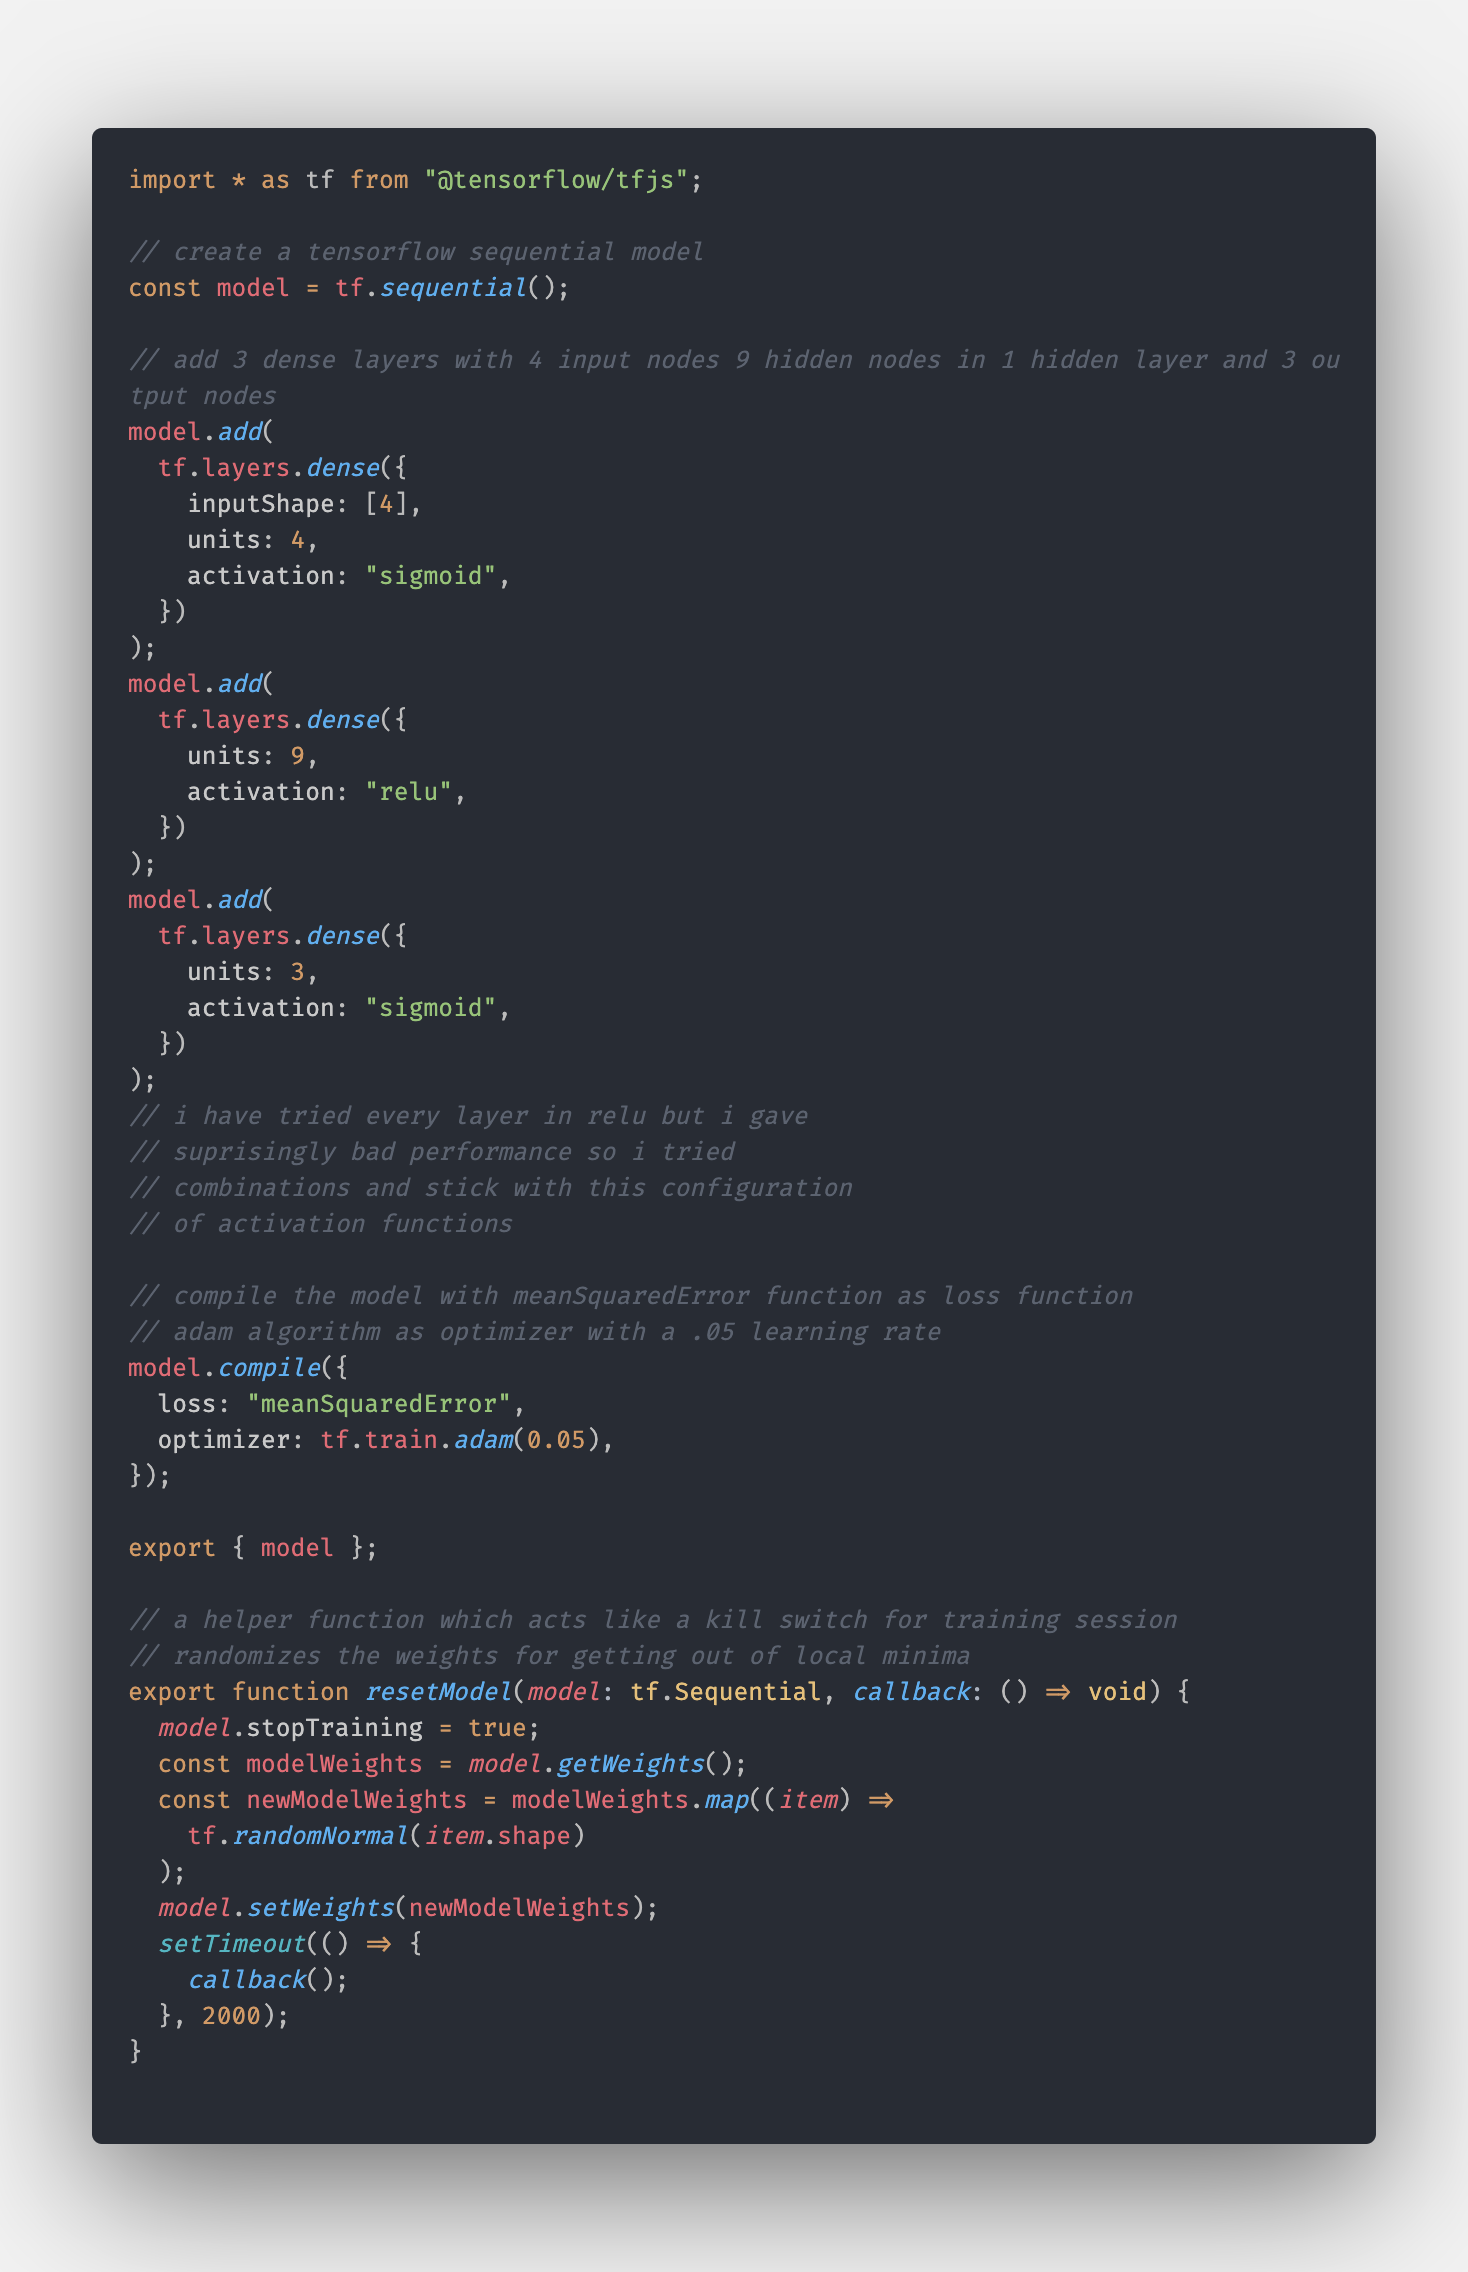 import * as tf from "@tensorflow/tfjs";
// create a tensorflow sequential model
const model = tf.sequential();
// add 3 dense layers with 4 input nodes 9 hidden nodes in 1 hidden layer and 3 ou
tput nodes
model.add(
  tf.layers.dense({
    inputShape: [4],
    units: 4,
    activation: "sigmoid",
  })
);
model.add(
  tf.layers.dense({
    units: 9,
    activation: "relu",
  })
);
model.add(
  tf.layers.dense({
    units: 3,
    activation: "sigmoid",
  })
);
// i have tried every layer in relu but i gave
// suprisingly bad performance so i tried
// combinations and stick with this configuration
// of activation functions
// compile the model with meanSquaredError function as loss function
// adam algorithm as optimizer with a .05 learning rate
model.compile({
  loss: "meanSquaredError",
  optimizer: tf.train.adam(0.05),
});
export { model };
// a helper function which acts like a kill switch for training session
// randomizes the weights for getting out of local minima
export function resetModel(model: tf.Sequential, callback: () => void) {
  model.stopTraining = true;
  const modelWeights = model.getWeights();
  const newModelWeights = modelWeights.map((item) =>
    tf.randomNormal(item.shape)
  );
  model.setWeights(newModelWeights);
  setTimeout(() => {
    callback();
  }, 2000);
}